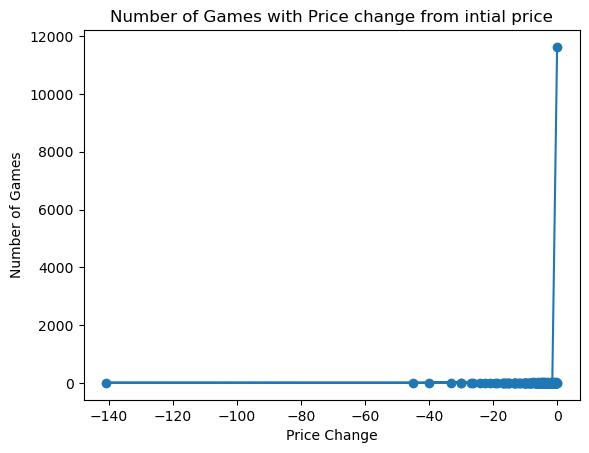 Number of Games with Price change from intial price
12000
10000
8000
6000
4000
2000
0
Number of Games
−140 −120 −100 −80 −60 −40 −20 0
Price Change